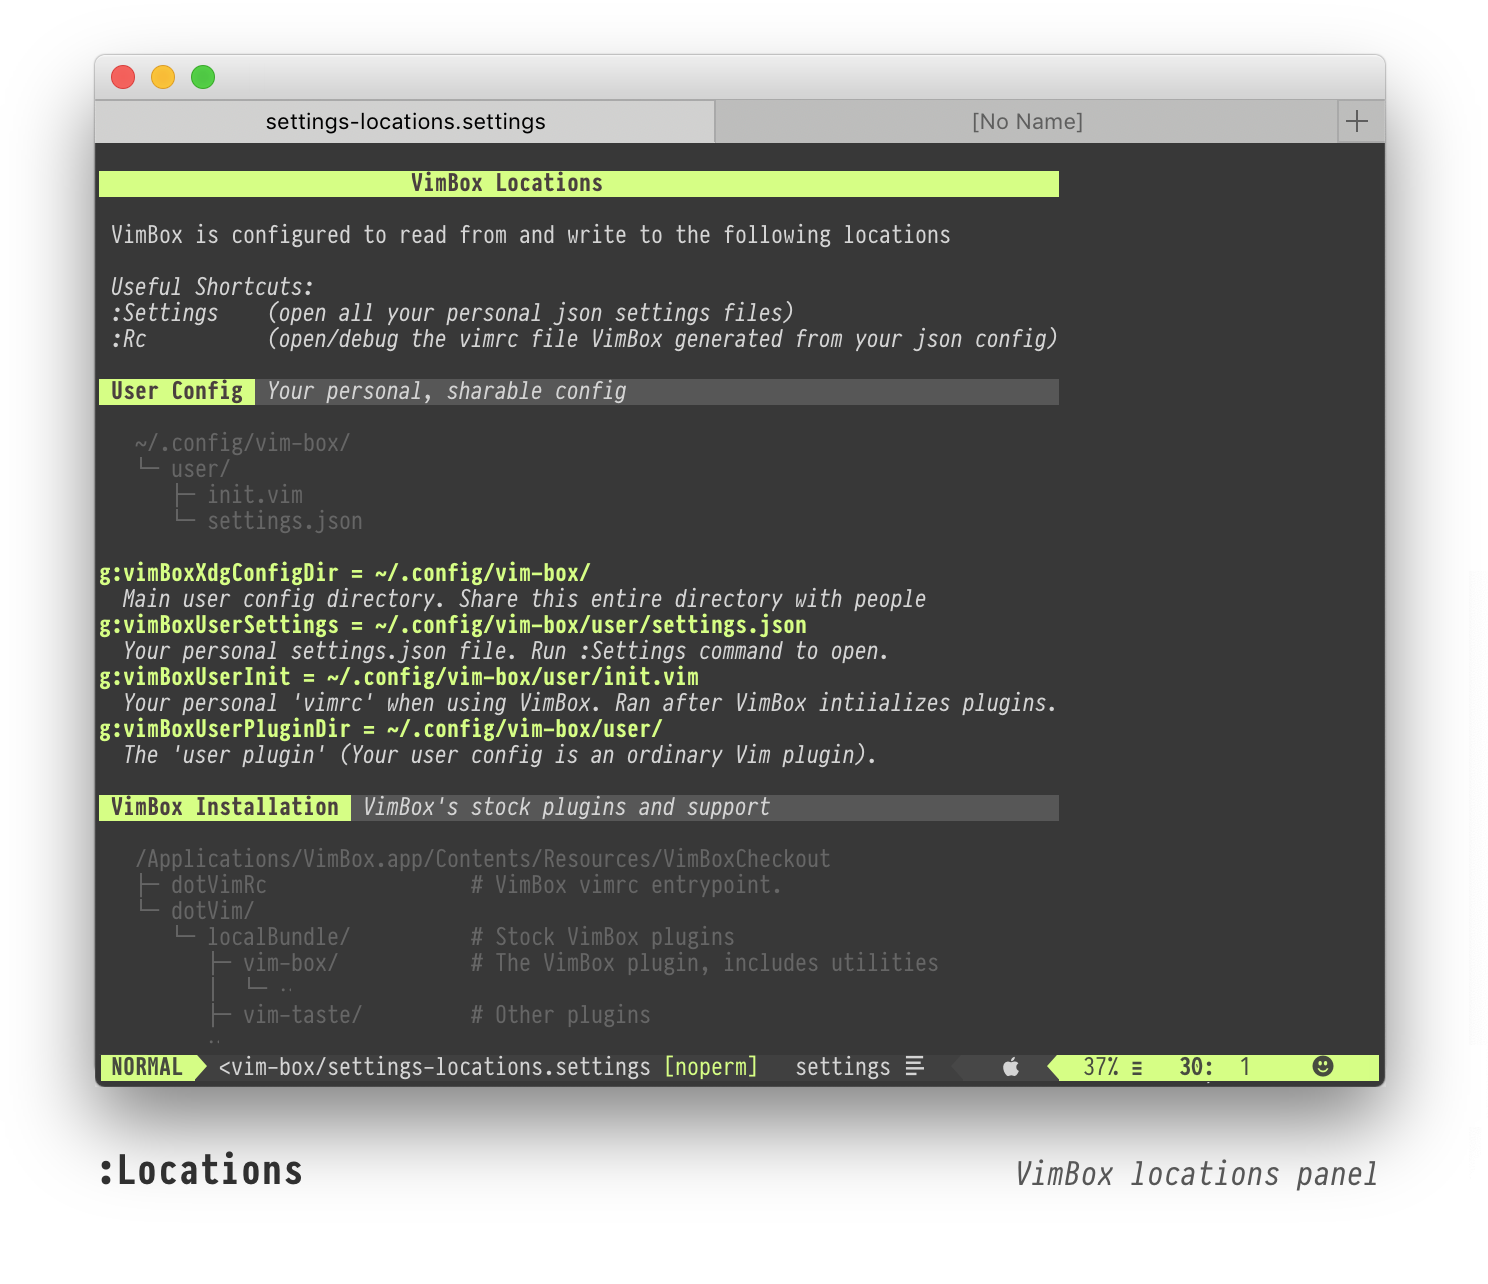 settings-locations.settings [No Name] +
VimBox Locations
VimBox is configured to read from and write to the following locations
Useful Shortcuts:
:Settings (open all your personal json settings files)
:Rc (open/debug the vimrc file VimBox generated from your json config)
User Config Your personal, sharable config
~/.config/vim-box/
└─ user/
├─ init.vim
└─ settings.json
g:vimBoxXdgConfigDir = ~/.config/vim-box/
Main user config directory. Share this entire directory with people
g:vimBoxUserSettings = ~/.config/vim-box/user/settings.json
Your personal settings.json file. Run :Settings command to open.
g:vimBoxUserInit = ~/.config/vim-box/user/init.vim
Your personal 'vimrc' when using VimBox. Ran after VimBox intiializes plugins.
g:vimBoxUserPluginDir = ~/.config/vim-box/user/
The 'user plugin' (Your user config is an ordinary Vim plugin).
VimBox Installation VimBox's stock plugins and support
/Applications/VimBox.app/Contents/Resources/VimBoxCheckout
├─ dotVimRc # VimBox vimrc entrypoint.
└─ dotVim/
└─ localBundle/ # Stock VimBox plugins
├─ vim-box/ # The VimBox plugin, includes utilities
│ └─ ..
├─ vim-taste/ # Other plugins
..
NORMAL <vim-box/settings-locations.settings [noperm] settings 37% ≡ 30: 1 ☻
:Locations VimBox locations panel